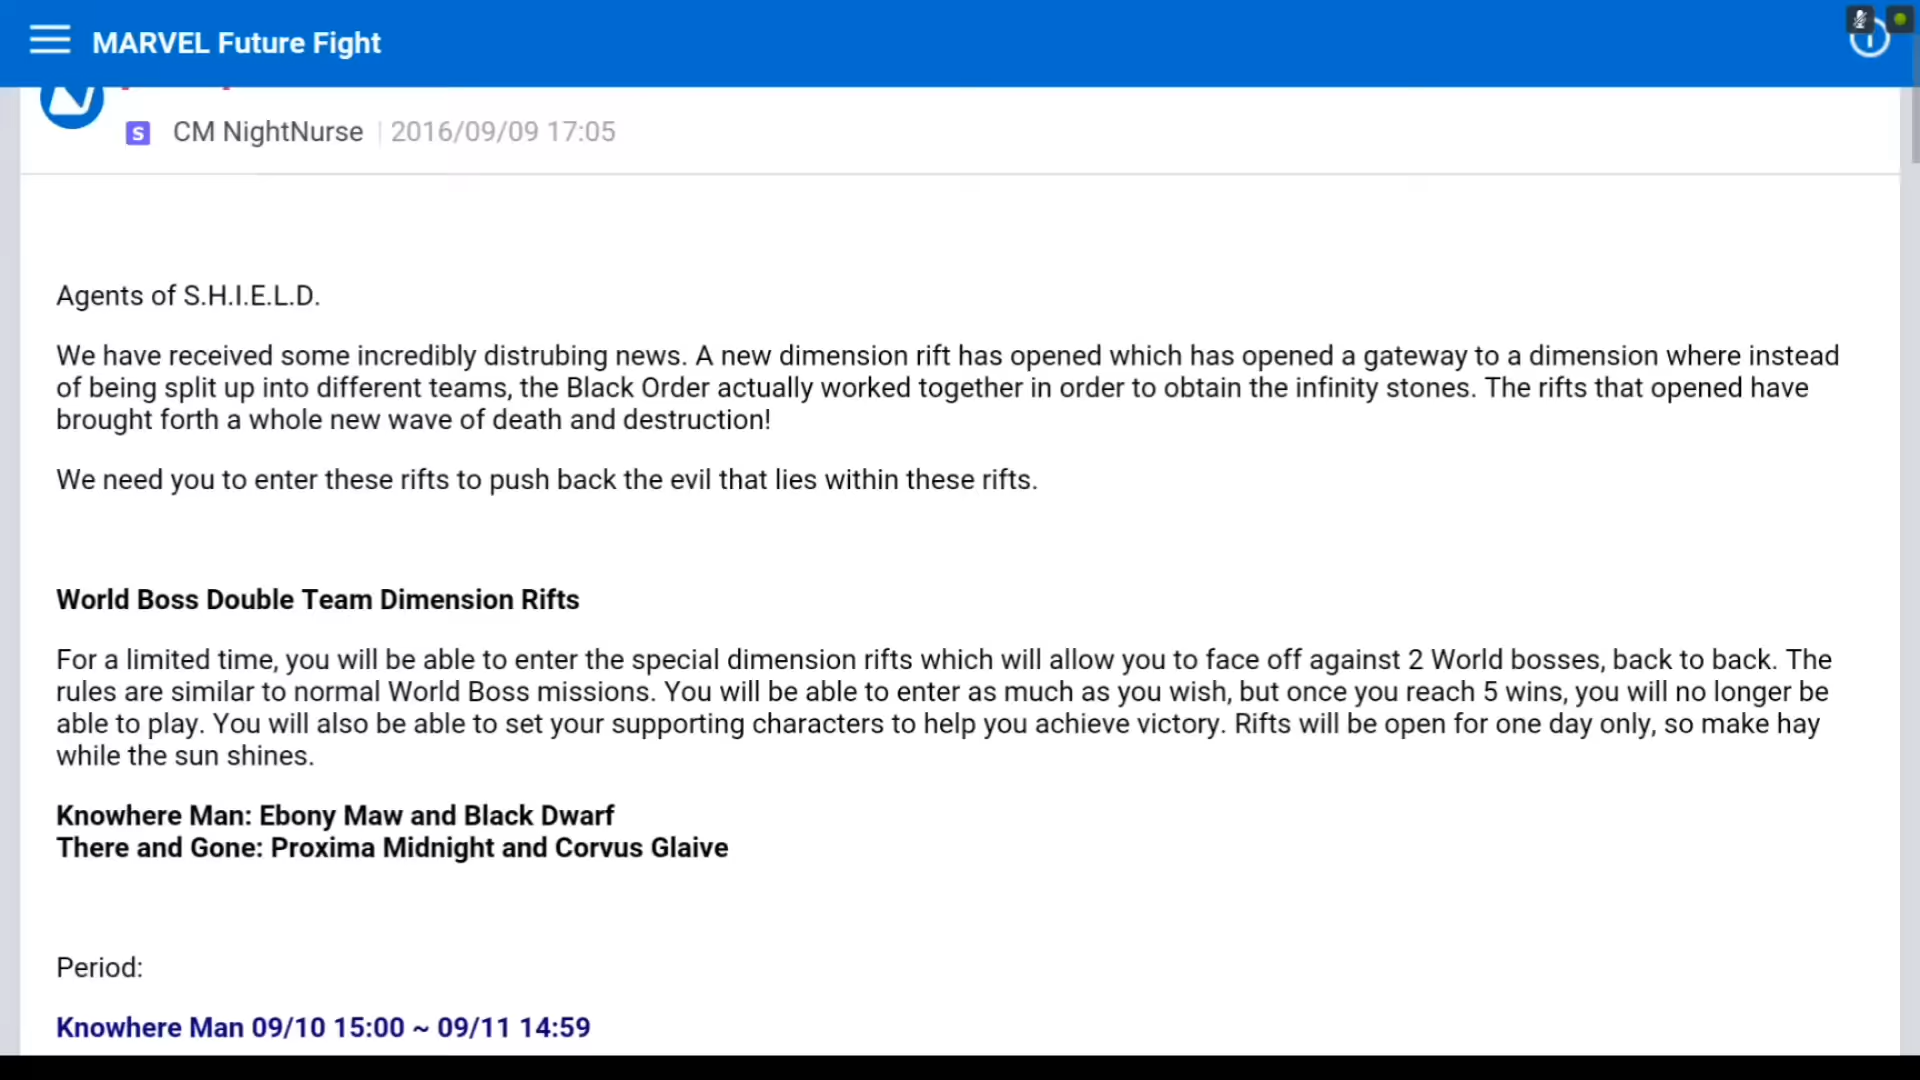 MARVEL Future Fight
S CM NightNurse 2016/09/09 17:05
Agents of S.H.I.E.L.D.
We have received some incredibly distrubing news. A new dimension rift has opened which has opened a gateway to a dimension where instead
of being split up into different teams, the Black Order actually worked together in order to obtain the infinity stones. The rifts that opened have
brought forth a whole new wave of death and destruction!
We need you to enter these rifts to push back the evil that lies within these rifts.
World Boss Double Team Dimension Rifts
For a limited time, you will be able to enter the special dimension rifts which will allow you to face off against 2 World bosses, back to back. The
rules are similar to normal World Boss missions. You will be able to enter as much as you wish, but once you reach 5 wins, you will no longer be
able to play. You will also be able to set your supporting characters to help you achieve victory. Rifts will be open for one day only, so make hay
while the sun shines.
Knowhere Man: Ebony Maw and Black Dwarf
There and Gone: Proxima Midnight and Corvus Glaive
Period:
Knowhere Man 09/10 15:00 ~ 09/11 14:59